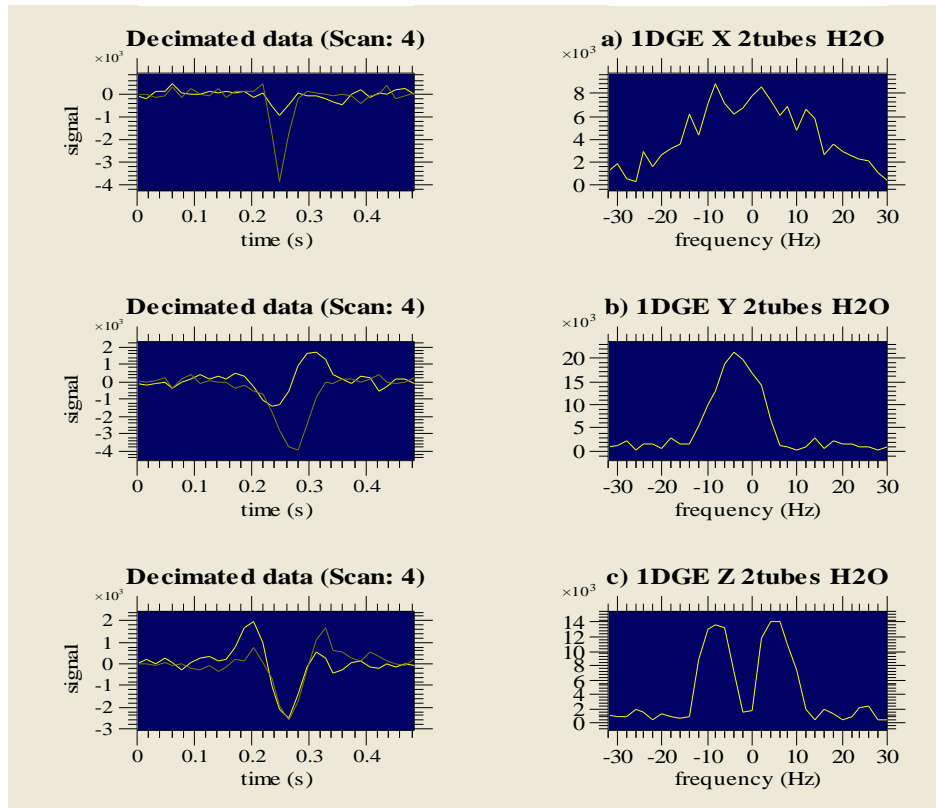 Decimated data (Scan: 4)
×10³
signal
0
-1
-2
-3
-4
0 0.1 0.2 0.3 0.4
time (s)
a) 1DGE X 2tubes H2O
×10³
8
6
4
2
0
-30 -20 -10 0 10 20 30
frequency (Hz)
Decimated data (Scan: 4)
×10³
signal
2
1
0
-1
-2
-3
-4
0 0.1 0.2 0.3 0.4
time (s)
b) 1DGE Y 2tubes H2O
×10³
20
15
10
5
0
-30 -20 -10 0 10 20 30
frequency (Hz)
Decimated data (Scan: 4)
×10³
signal
2
1
0
-1
-2
-3
0 0.1 0.2 0.3 0.4
time (s)
c) 1DGE Z 2tubes H2O
×10³
14
12
10
8
6
4
2
0
-30 -20 -10 0 10 20 30
frequency (Hz)